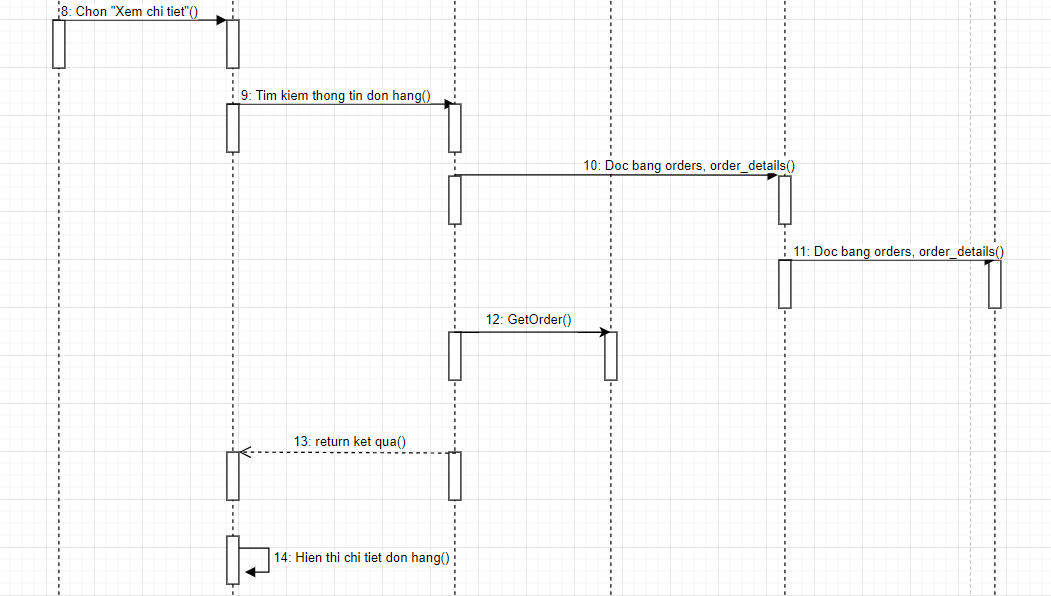 8: Chon "Xem chi tiet"()
9: Tim kiem thong tin don hang()
10: Doc bang orders, order_details()
11: Doc bang orders, order_details()
12: GetOrder()
13: return ket qua()
14: Hien thi chi tiet don hang()